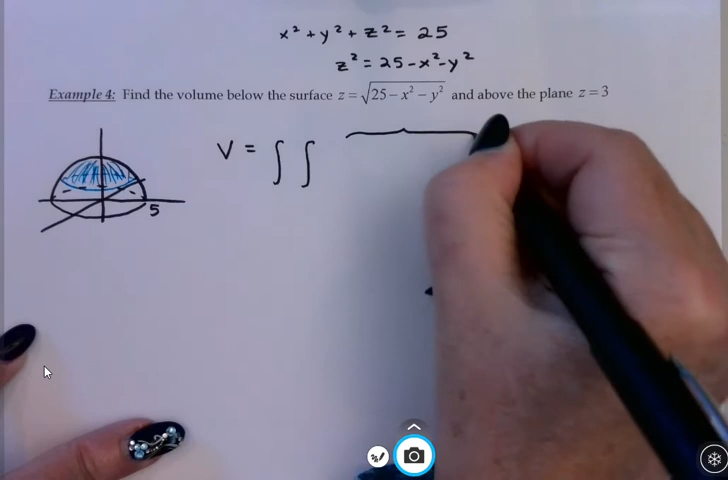 x² + y² + z² = 25
z² = 25 - x² - y²
Example 4: Find the volume below the surface z = √(25 - x² - y²) and above the plane z = 3
V = ∫ ∫
5